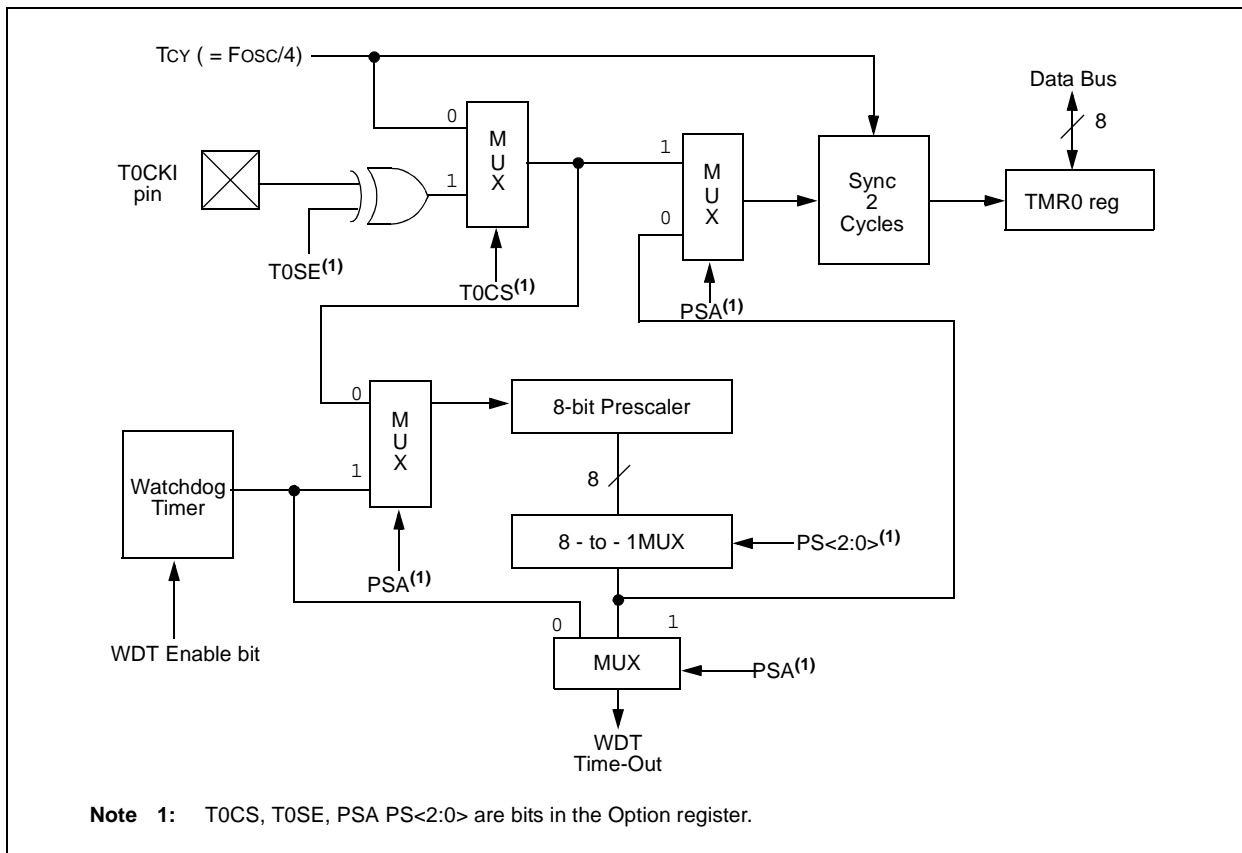 TCY ( = FOSC/4)
Data Bus
8
0
M
U
X
1
T0CKI
pin
T0SE(1)
T0CS(1)
1
M
U
X
0
PSA(1)
Sync
2
Cycles
TMR0 reg
0
M
U
X
1
8-bit Prescaler
Watchdog
Timer
8
8 - to - 1MUX
PS<2:0>(1)
PSA(1)
WDT Enable bit
0
1
MUX
PSA(1)
WDT
Time-Out
Note 1: T0CS, T0SE, PSA PS<2:0> are bits in the Option register.